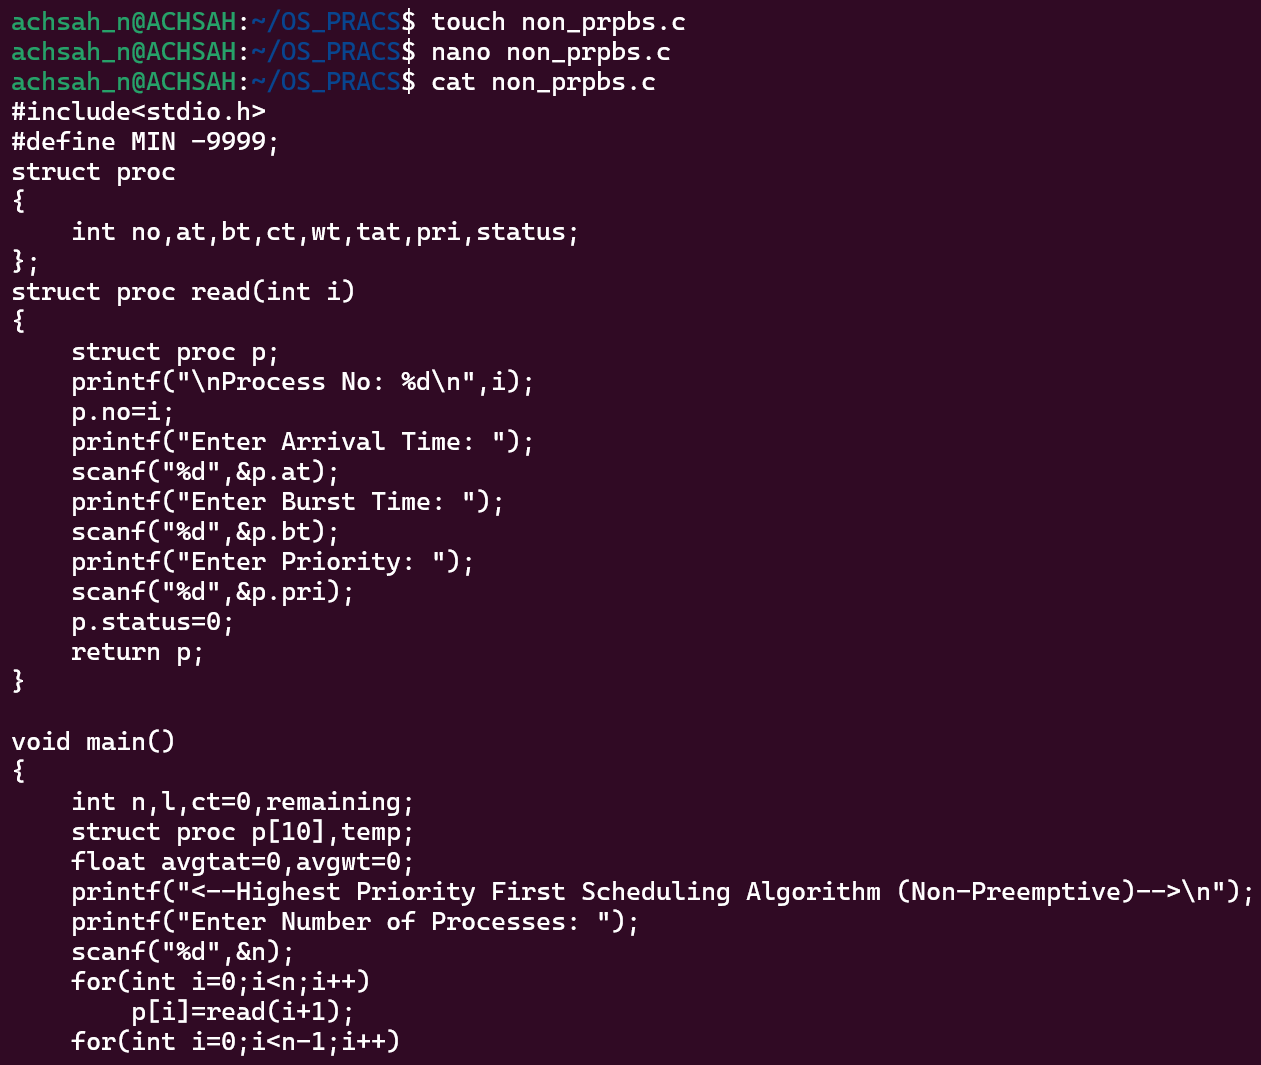 achsah_n@ACHSAH:~/OS_PRACS$ touch non_prpbs.c
achsah_n@ACHSAH:~/OS_PRACS$ nano non_prpbs.c
achsah_n@ACHSAH:~/OS_PRACS$ cat non_prpbs.c
#include<stdio.h>
#define MIN -9999;
struct proc
{
    int no,at,bt,ct,wt,tat,pri,status;
};
struct proc read(int i)
{
    struct proc p;
    printf("\nProcess No: %d\n",i);
    p.no=i;
    printf("Enter Arrival Time: ");
    scanf("%d",&p.at);
    printf("Enter Burst Time: ");
    scanf("%d",&p.bt);
    printf("Enter Priority: ");
    scanf("%d",&p.pri);
    p.status=0;
    return p;
}

void main()
{
    int n,l,ct=0,remaining;
    struct proc p[10],temp;
    float avgtat=0,avgwt=0;
    printf("<--Highest Priority First Scheduling Algorithm (Non-Preemptive)-->\n");
    printf("Enter Number of Processes: ");
    scanf("%d",&n);
    for(int i=0;i<n;i++)
        p[i]=read(i+1);
    for(int i=0;i<n-1;i++)